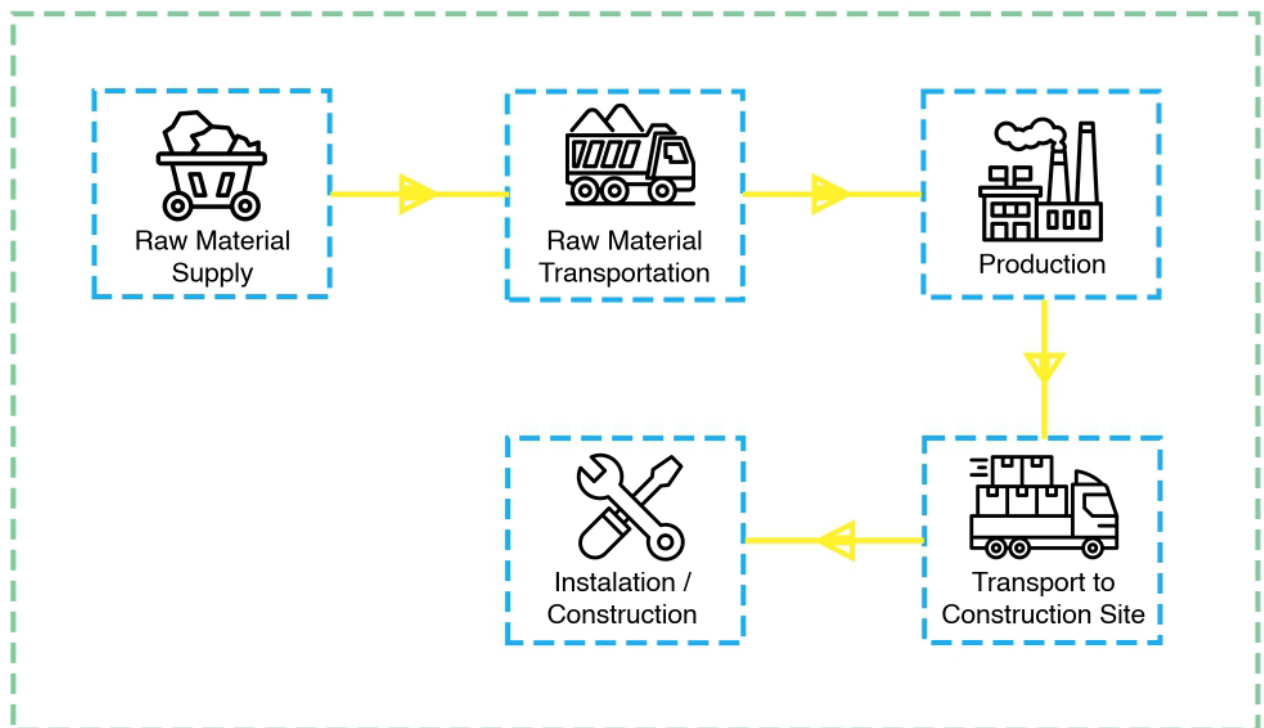 Raw Material
Supply
Raw Material
Transportation
Production
Transport to
Construction Site
Instalation /
Construction